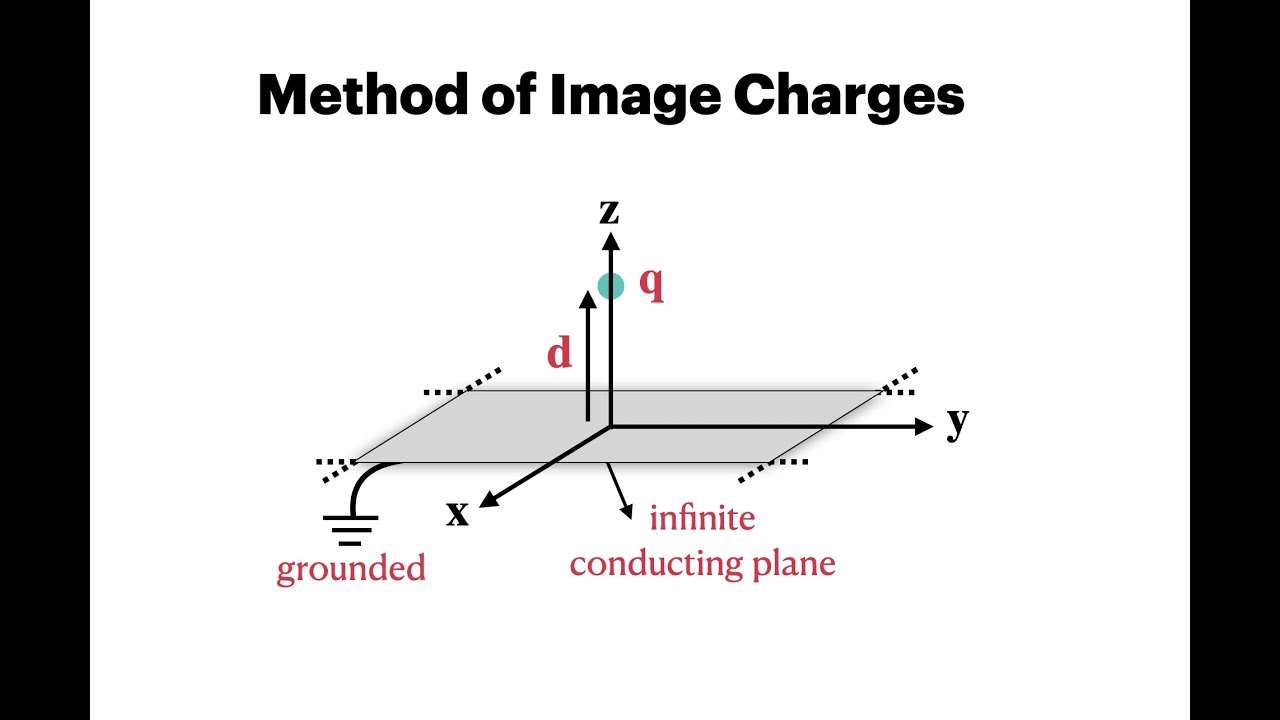 Method of Image Charges
z
q
d
y
x
infinite
conducting plane
grounded